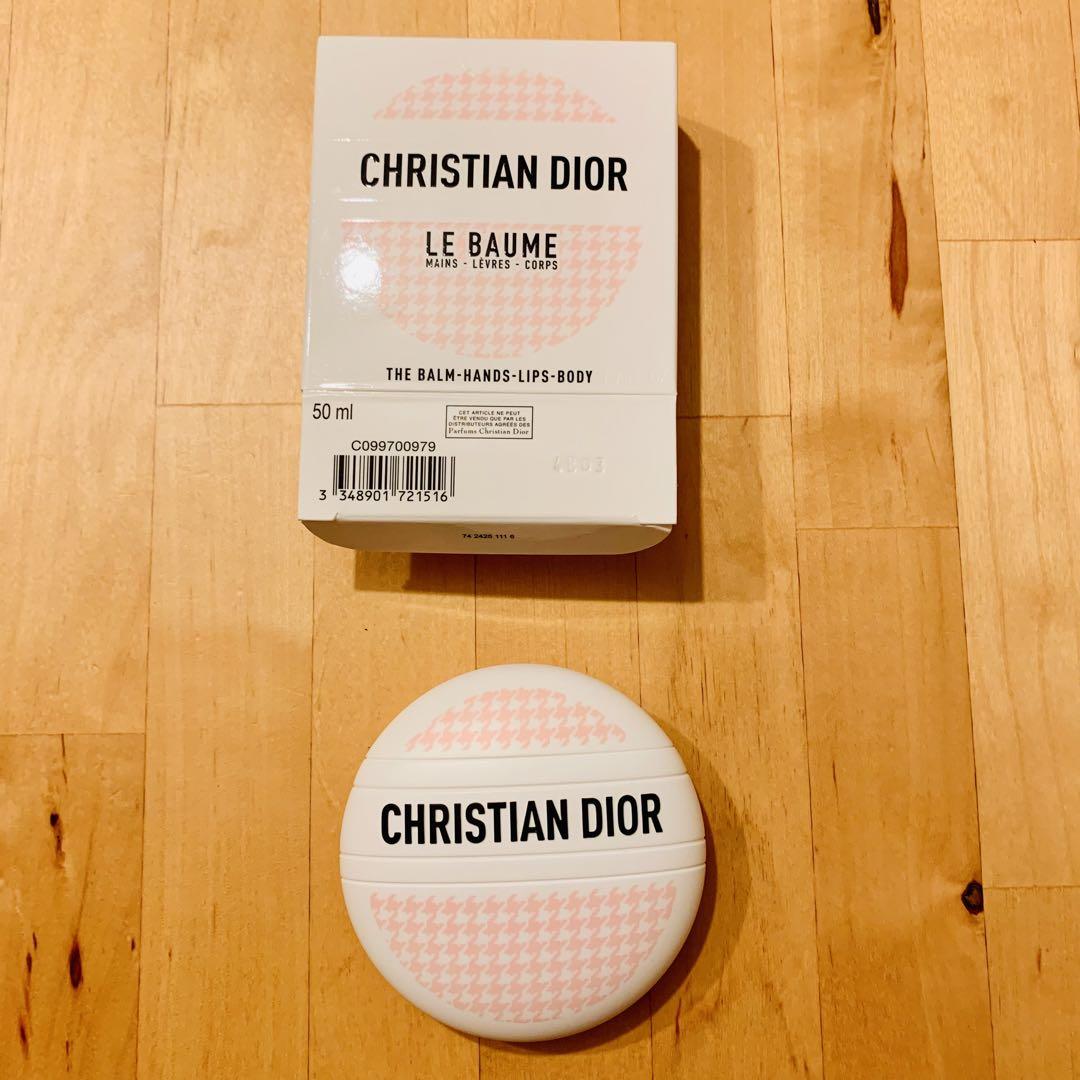 CHRISTIAN DIOR
LE BAUME
MAINS - LÈVRES - CORPS
THE BALM-HANDS-LIPS-BODY
50 ml
CET ARTICLE NE PEUT
ÊTRE VENDU QUE PAR LES
DISTRIBUTEURS AGRÉÉS DES
Parfums Christian Dior
C099700979
3 348901 721516
74 2426 111 6
CHRISTIAN DIOR